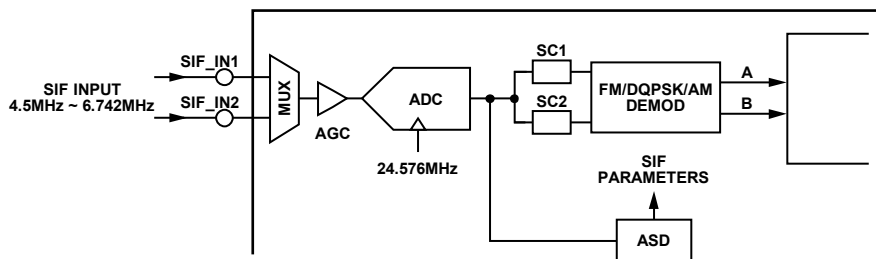 SIF INPUT
4.5MHz ~ 6.742MHz
SIF_IN1
SIF_IN2
MUX
AGC
ADC
24.576MHz
SC1
SC2
FM/DQPSK/AM
DEMOD
A
B
SIF
PARAMETERS
ASD